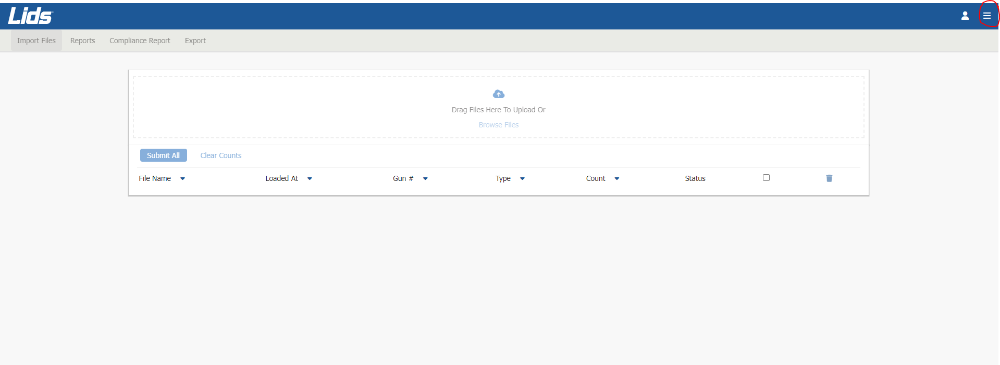 Lids
Import Files Reports Compliance Report Export
Drag Files Here To Upload Or
Browse Files
Submit All Clear Counts
File Name Loaded At Gun # Type Count Status